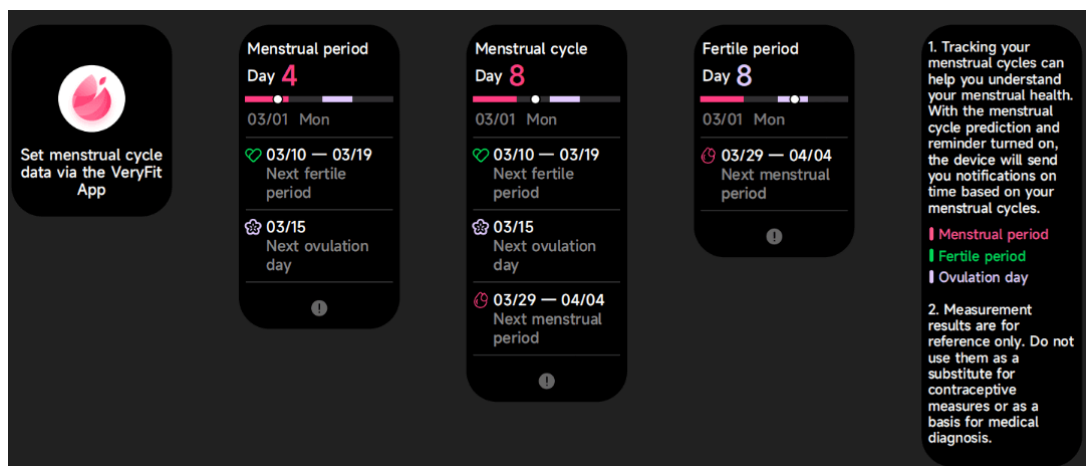 Set menstrual cycle
data via the VeryFit
App
Menstrual period
Day 4
03/01 Mon
03/10 — 03/19
Next fertile
period
03/15
Next ovulation
day
Menstrual cycle
Day 8
03/01 Mon
03/10 — 03/19
Next fertile
period
03/15
Next ovulation
day
03/29 — 04/04
Next menstrual
period
Fertile period
Day 8
03/01 Mon
03/29 — 04/04
Next menstrual
period
1. Tracking your
menstrual cycles can
help you understand
your menstrual health.
With the menstrual
cycle prediction and
reminder turned on,
the device will send
you notifications on
time based on your
menstrual cycles.
Menstrual period
Fertile period
Ovulation day
2. Measurement
results are for
reference only. Do not
use them as a
substitute for
contraceptive
measures or as a
basis for medical
diagnosis.